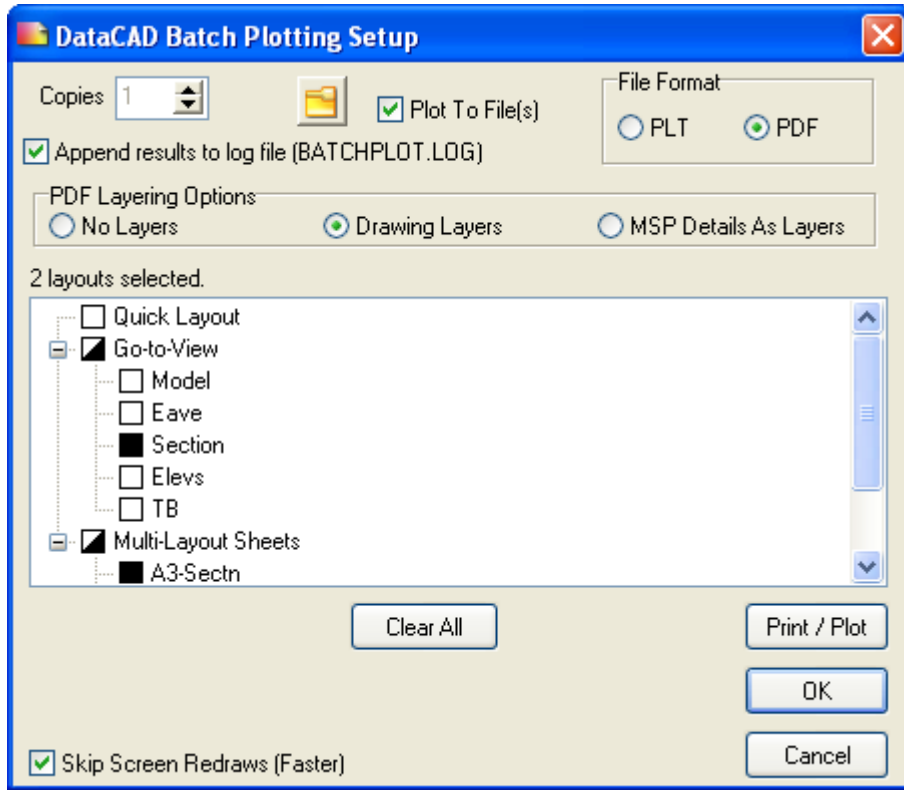 DataCAD Batch Plotting Setup
Copies 1
Plot To File(s)
File Format
PLT PDF
Append results to log file (BATCHPLOT.LOG)
PDF Layering Options
No Layers Drawing Layers MSP Details As Layers
2 layouts selected.
Quick Layout
Go-to-View
Model
Eave
Section
Elevs
TB
Multi-Layout Sheets
A3-Sectn
Clear All
Print / Plot
OK
Skip Screen Redraws (Faster)
Cancel